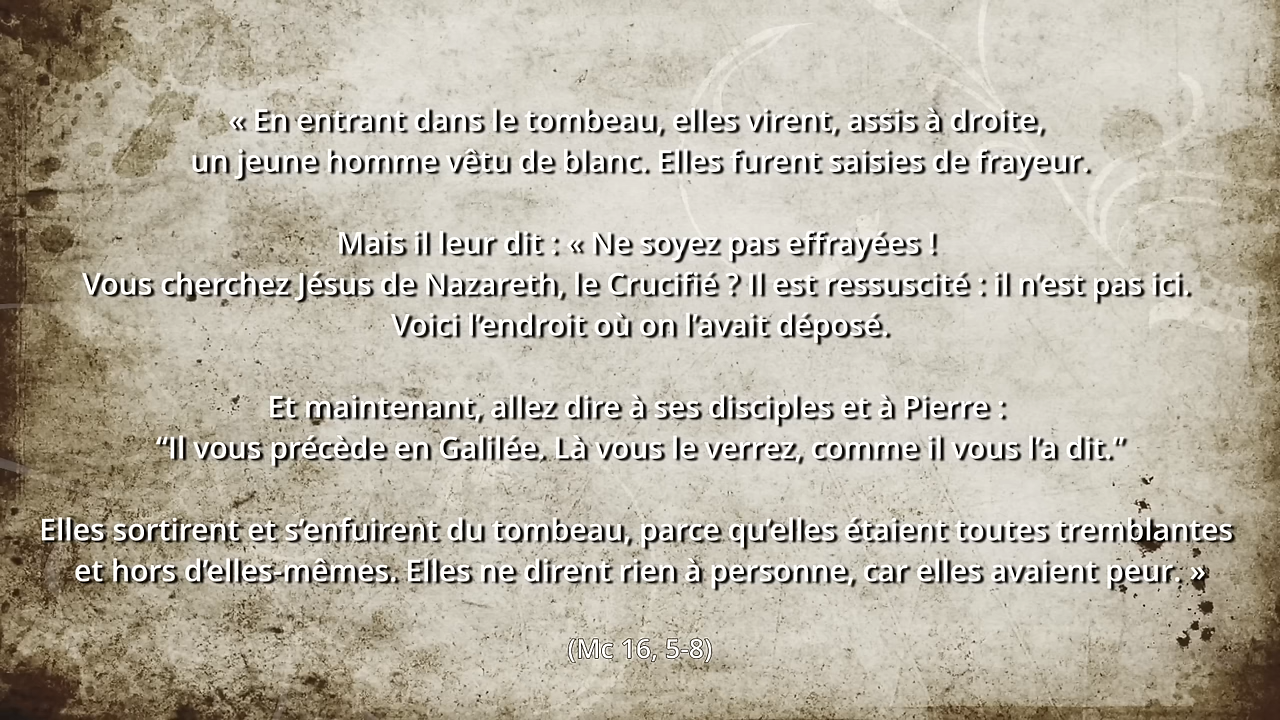 « En entrant dans le tombeau, elles virent, assis à droite,
un jeune homme vêtu de blanc. Elles furent saisies de frayeur.
Mais il leur dit : « Ne soyez pas effrayées !
Vous cherchez Jésus de Nazareth, le Crucifié ? Il est ressuscité : il n’est pas ici.
Voici l’endroit où on l’avait déposé.
Et maintenant, allez dire à ses disciples et à Pierre :
“Il vous précède en Galilée. Là vous le verrez, comme il vous l’a dit.”
Elles sortirent et s’enfuirent du tombeau, parce qu’elles étaient toutes tremblantes
et hors d’elles-mêmes. Elles ne dirent rien à personne, car elles avaient peur. »
(Mc 16, 5-8)